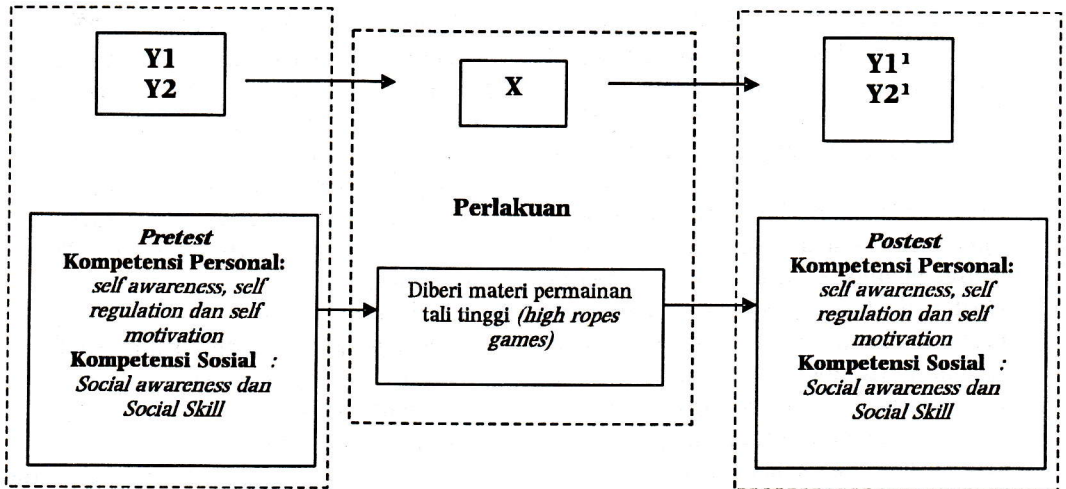 Y1
Y2
X
Y1¹
Y2¹
Perlakuan
Pretest
Kompetensi Personal:
self awareness, self
regulation dan self
motivation
Kompetensi Sosial :
Social awareness dan
Social Skill
Diberi materi permainan
tali tinggi (high ropes
games)
Postest
Kompetensi Personal:
self awareness, self
regulation dan self
motivation
Kompetensi Sosial :
Social awareness dan
Social Skill